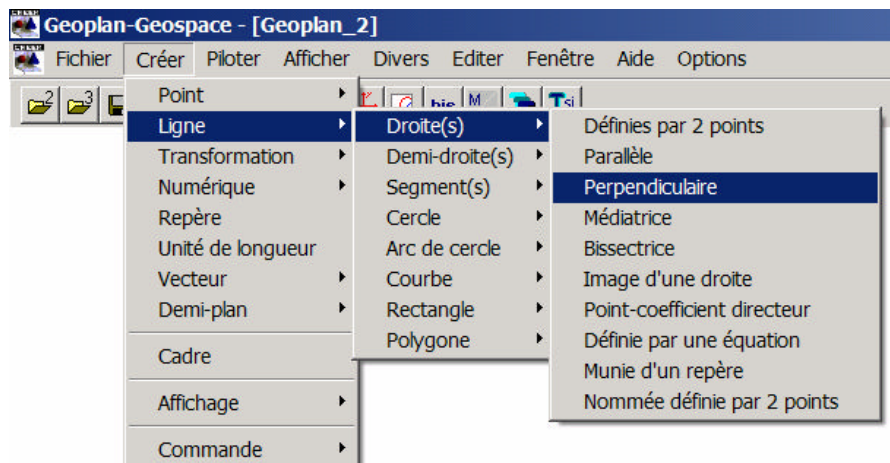 Geoplan-Geospace - [Geoplan_2]
Fichier Créer Piloter Afficher Divers Editer Fenêtre Aide Options
bis M Tsi
Point
Ligne
Transformation
Numérique
Repère
Unité de longueur
Vecteur
Demi-plan
Cadre
Affichage
Commande
Droite(s)
Demi-droite(s)
Segment(s)
Cercle
Arc de cercle
Courbe
Rectangle
Polygone
Définies par 2 points
Parallèle
Perpendiculaire
Médiatrice
Bissectrice
Image d'une droite
Point-coefficient directeur
Définie par une équation
Munie d'un repère
Nommée définie par 2 points